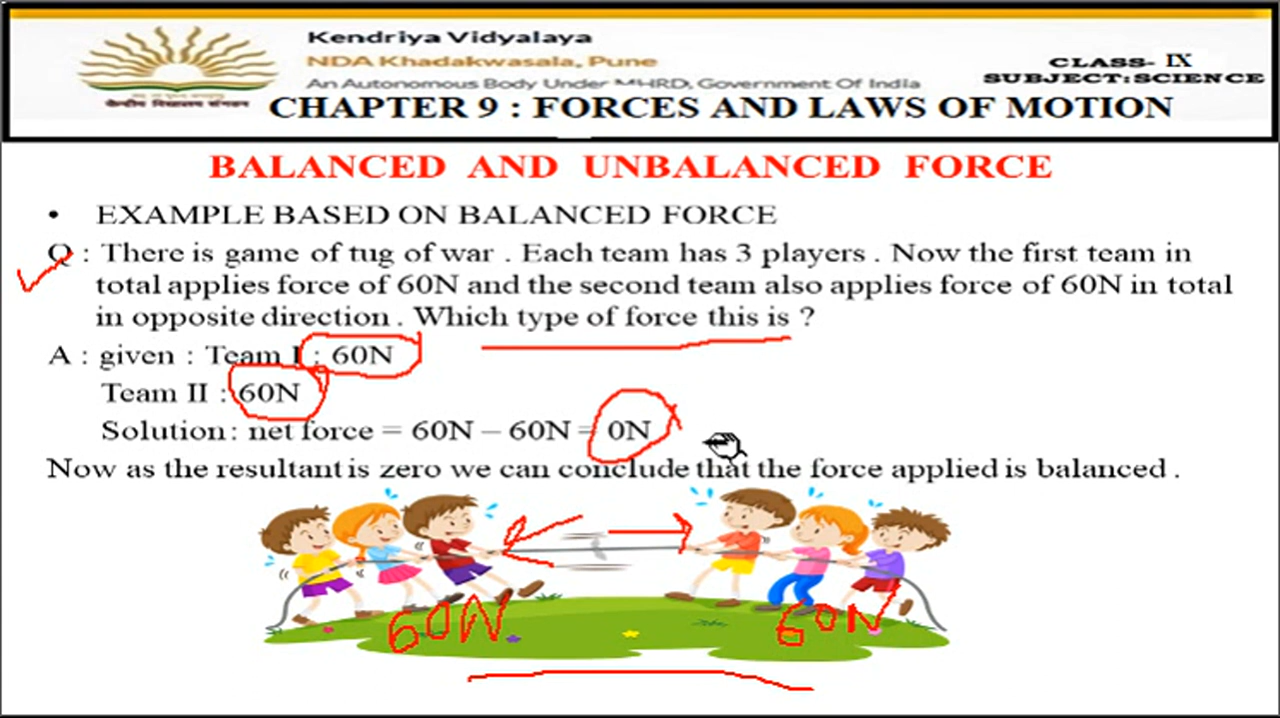 Kendriya Vidyalaya
NDA Khadakwasala, Pune
An Autonomous Body Under MHRD, Government Of India
CLASS- IX
SUBJECT:SCIENCE
केन्द्रीय विद्यालय संगठन
CHAPTER 9 : FORCES AND LAWS OF MOTION
BALANCED AND UNBALANCED FORCE
• EXAMPLE BASED ON BALANCED FORCE
Q : There is game of tug of war . Each team has 3 players . Now the first team in
total applies force of 60N and the second team also applies force of 60N in total
in opposite direction . Which type of force this is ?
A : given : Team I : 60N
Team II : 60N
Solution : net force = 60N – 60N = 0N
Now as the resultant is zero we can conclude that the force applied is balanced .
60N 60N